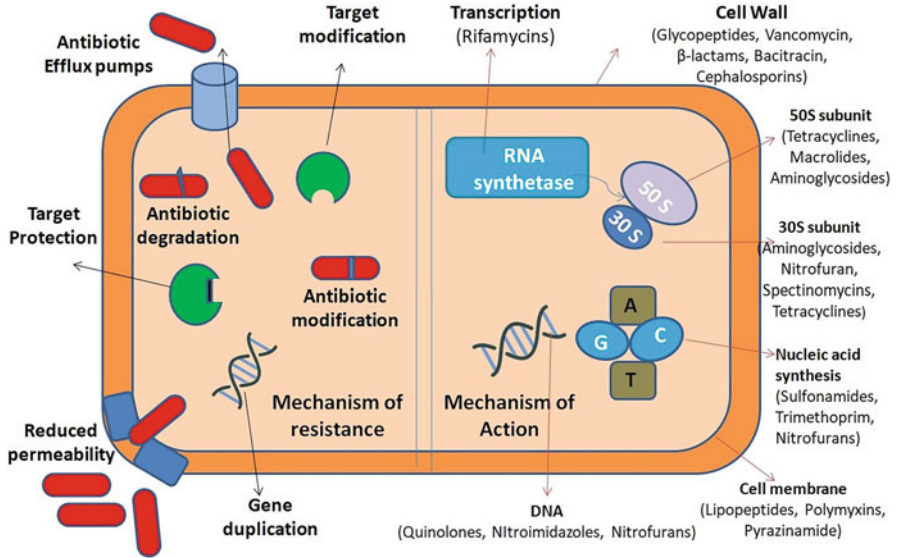 Antibiotic
Efflux pumps
Target
modification
Transcription
(Rifamycins)
Cell Wall
(Glycopeptides, Vancomycin,
β-lactams, Bacitracin,
Cephalosporins)
50S subunit
(Tetracyclines,
Macrolides,
Aminoglycosides)
RNA
synthetase
50 S
30 S
Antibiotic
degradation
Target
Protection
30S subunit
(Aminoglycosides,
Nitrofuran,
Spectinomycins,
Tetracyclines)
Antibiotic
modification
A
G
C
T
Nucleic acid
synthesis
(Sulfonamides,
Trimethoprim,
Nitrofurans)
Mechanism of
resistance
Mechanism of
Action
Reduced
permeability
Gene
duplication
DNA
(Quinolones, NItroimidazoles, Nitrofurans)
Cell membrane
(Lipopeptides, Polymyxins,
Pyrazinamide)